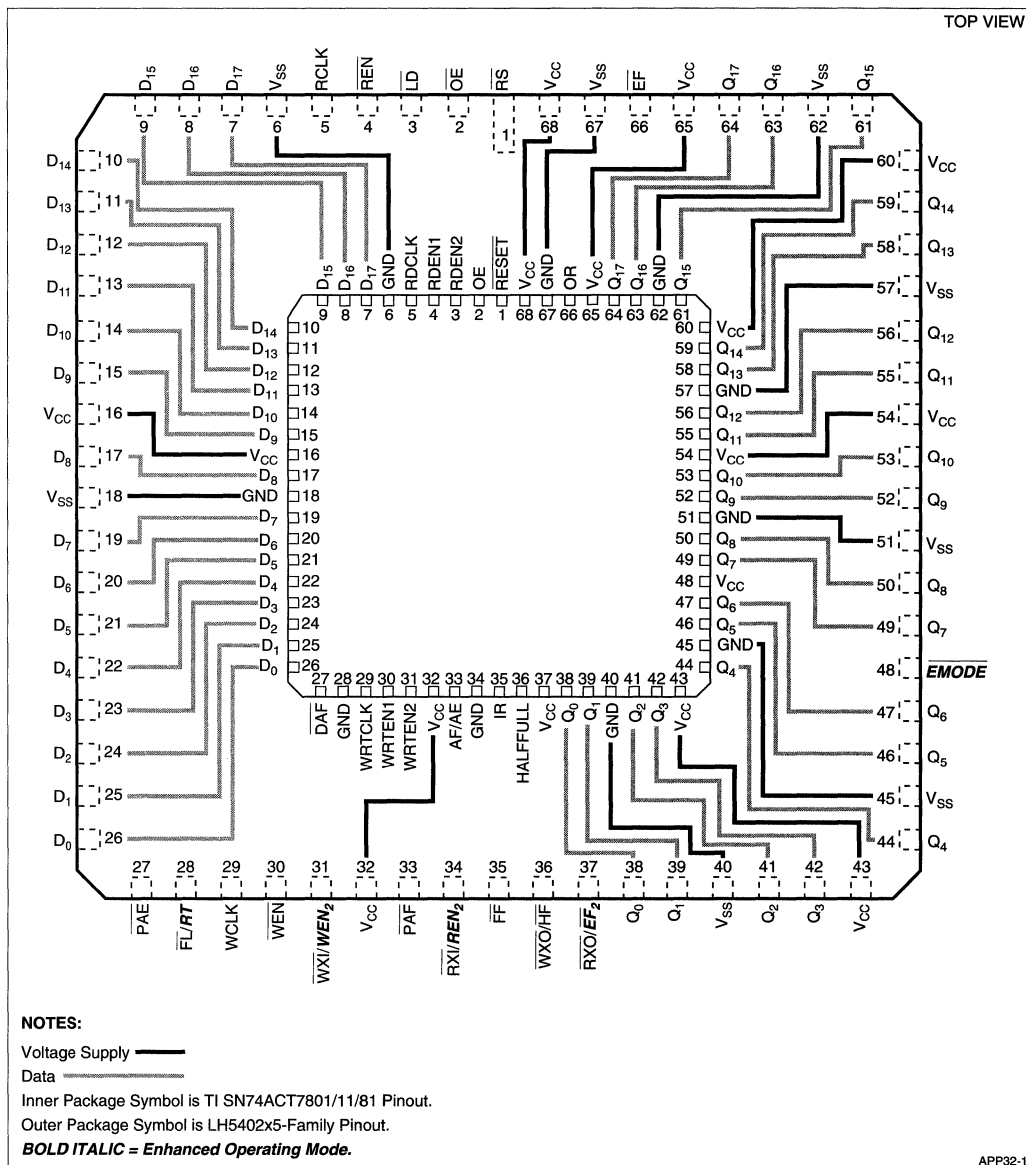 TOP VIEW
D15 D16 D17 VSS RCLK REN LD OE RS VCC VSS EF VCC Q17 Q16 VSS Q15
9 8 7 6 5 4 3 2 1 68 67 66 65 64 63 62 61
D14 10
D13 11
D12 12
D11 13
D10 14
D9 15
VCC 16
D8 17
VSS 18
D7 19
D6 20
D5 21
D4 22
D3 23
D2 24
D1 25
D0 26
60 VCC
59 Q14
58 Q13
57 VSS
56 Q12
55 Q11
54 VCC
53 Q10
52 Q9
51 VSS
50 Q8
49 Q7
48 EMODE
47 Q6
46 Q5
45 VSS
44 Q4
D15 D16 D17 GND RDCLK RDEN1 RDEN2 OE RESET VCC GND OR VCC Q17 Q16 GND Q15
9 8 7 6 5 4 3 2 1 68 67 66 65 64 63 62 61
D14 10
D13 11
D12 12
D11 13
D10 14
D9 15
VCC 16
D8 17
GND 18
D7 19
D6 20
D5 21
D4 22
D3 23
D2 24
D1 25
D0 26
60 VCC
59 Q14
58 Q13
57 GND
56 Q12
55 Q11
54 VCC
53 Q10
52 Q9
51 GND
50 Q8
49 Q7
48 VCC
47 Q6
46 Q5
45 GND
44 Q4
27 28 29 30 31 32 33 34 35 36 37 38 39 40 41 42 43
DAF GND WRTCLK WRTEN1 WRTEN2 VCC AF/AE GND IR HALFFULL VCC Q0 Q1 GND Q2 Q3 VCC
27 28 29 30 31 32 33 34 35 36 37 38 39 40 41 42 43
PAE FL/RT WCLK WEN WXI/WEN2 VCC PAF RXI/REN2 FF WXO/HF RXO/EF2 Q0 Q1 VSS Q2 Q3 VCC
NOTES:
Voltage Supply
Data
Inner Package Symbol is TI SN74ACT7801/11/81 Pinout.
Outer Package Symbol is LH5402x5-Family Pinout.
BOLD ITALIC = Enhanced Operating Mode.
APP32-1